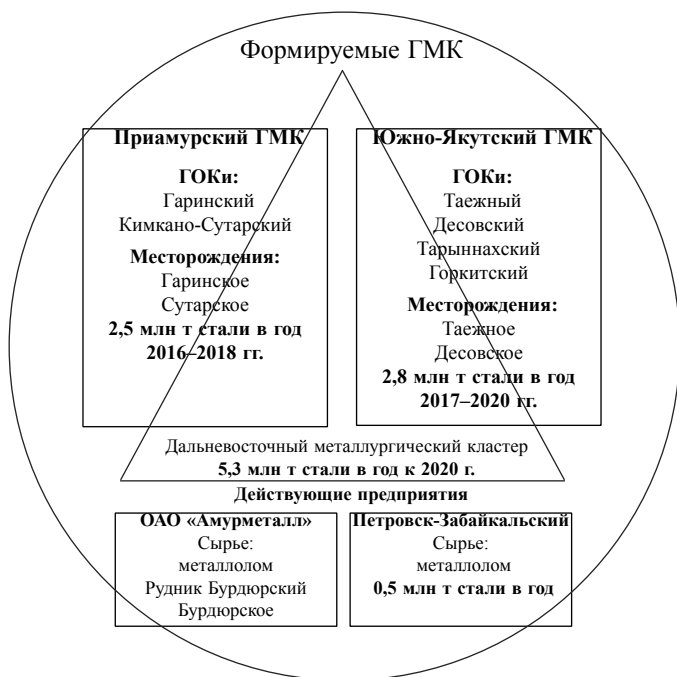 Формируемые ГМК
Приамурский ГМК
ГОКи:
Гаринский
Кимкано-Сутарский
Месторождения:
Гаринское
Сутарское
2,5 млн т стали в год
2016–2018 гг.
Южно-Якутский ГМК
ГОКи:
Таежный
Десовский
Тарыннахский
Горкитский
Месторождения:
Таежное
Десовское
2,8 млн т стали в год
2017–2020 гг.
Дальневосточный металлургический кластер
5,3 млн т стали в год к 2020 г.
Действующие предприятия
ОАО «Амурметалл»
Сырье:
металлолом
Рудник Бурдюрский
Бурдюрское
Петровск-Забайкальский
Сырье:
металлолом
0,5 млн т стали в год